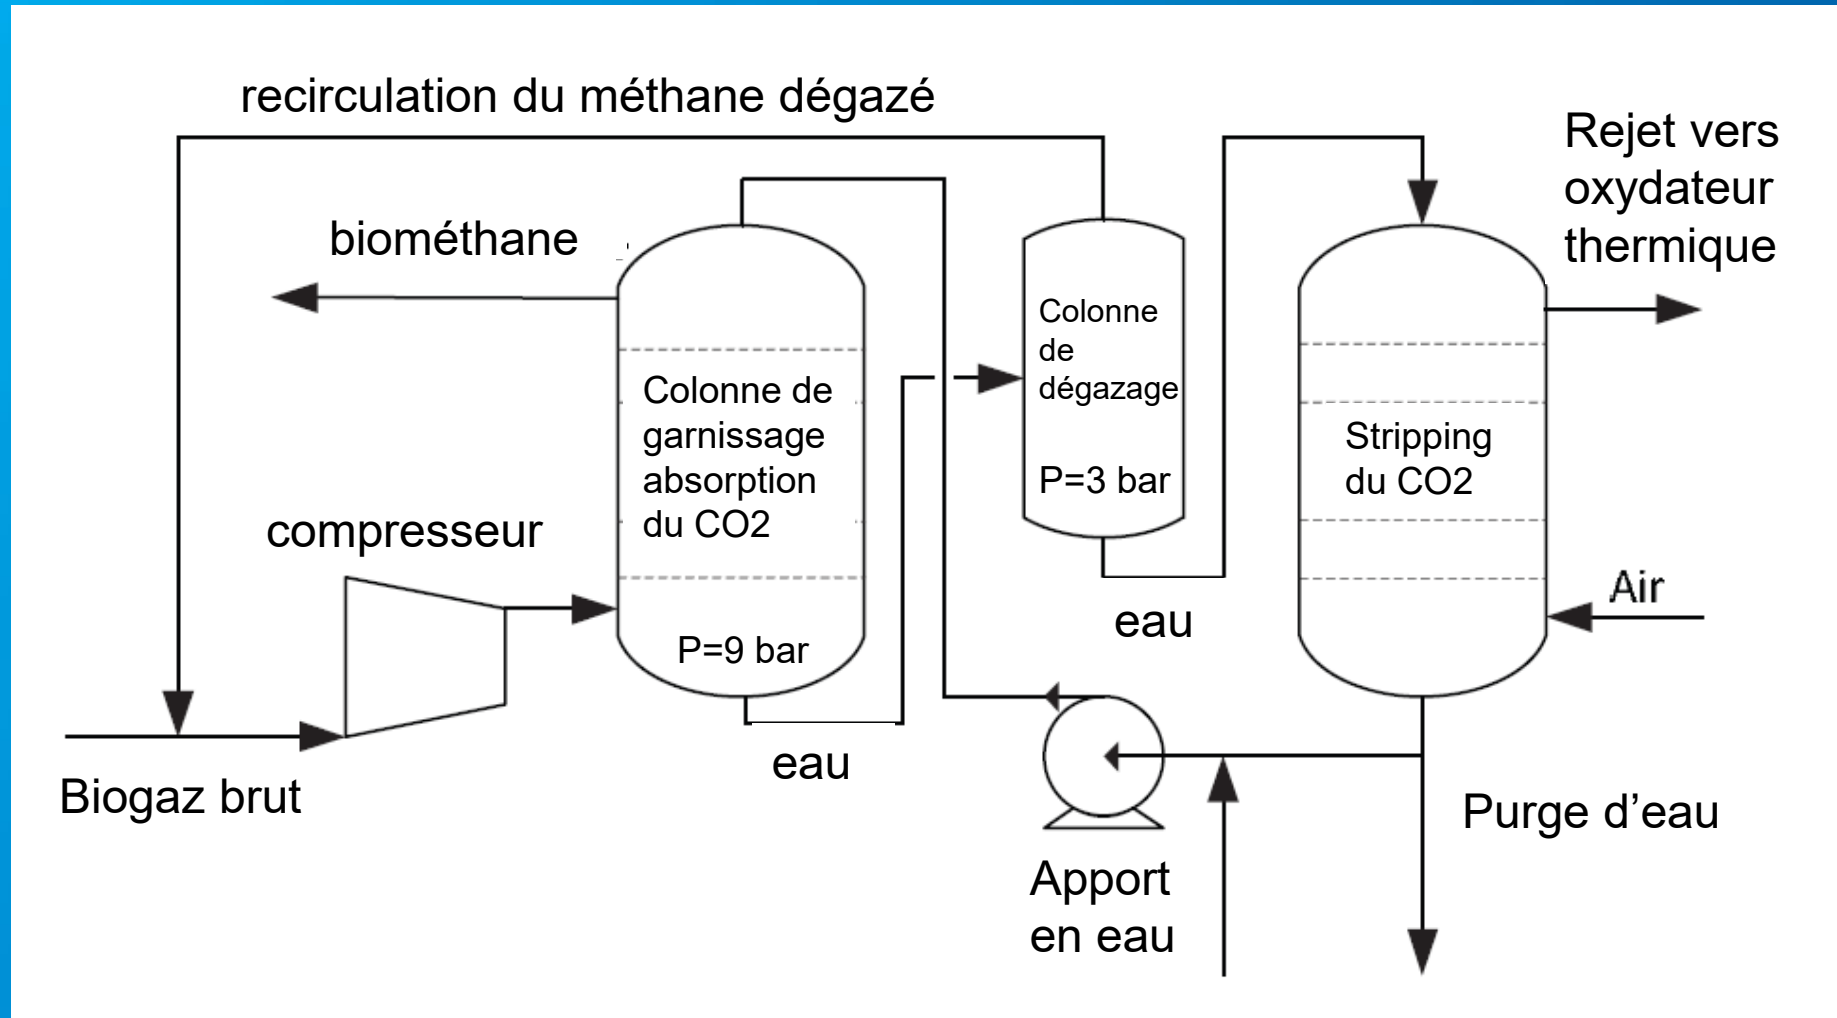 recirculation du méthane dégazé
Rejet vers
oxydateur
thermique
biométhane
Colonne
de
dégazage
P=3 bar
Colonne de
garnissage
absorption
du CO2
P=9 bar
Stripping
du CO2
compresseur
Air
eau
eau
Biogaz brut
Purge d’eau
Apport
en eau